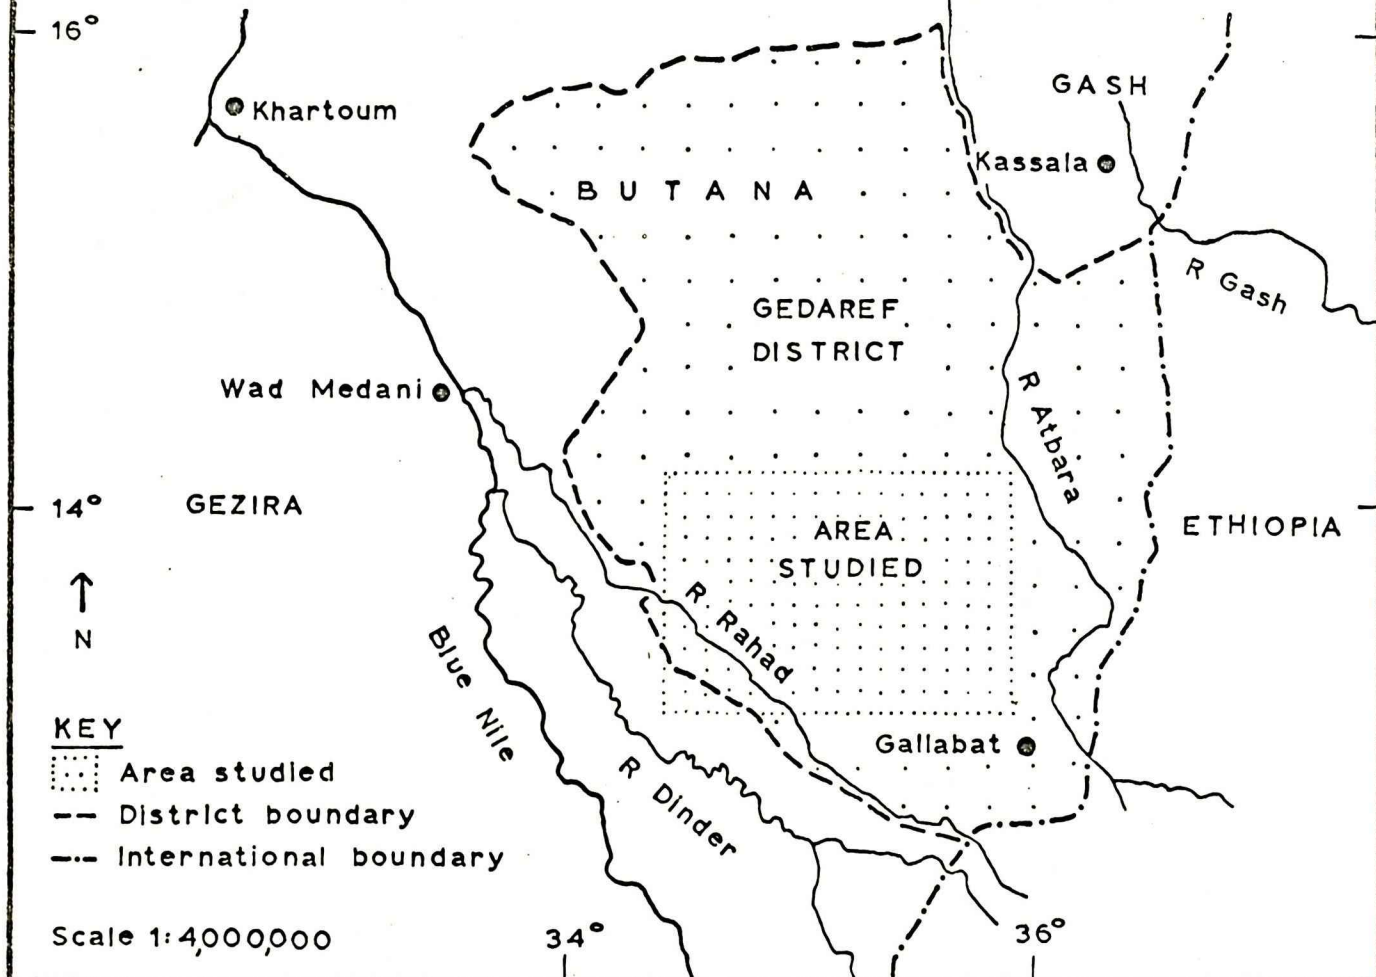 16°
GASH
Khartoum
Kassala
BUTANA
R Gash
GEDAREF
DISTRICT
Wad Medani
R Atbara
14°
GEZIRA
AREA
STUDIED
ETHIOPIA
N
R Rahad
Blue Nile
KEY
Gallabat
Area studied
R Dinder
District boundary
International boundary
Scale 1:4,000,000
34°
36°